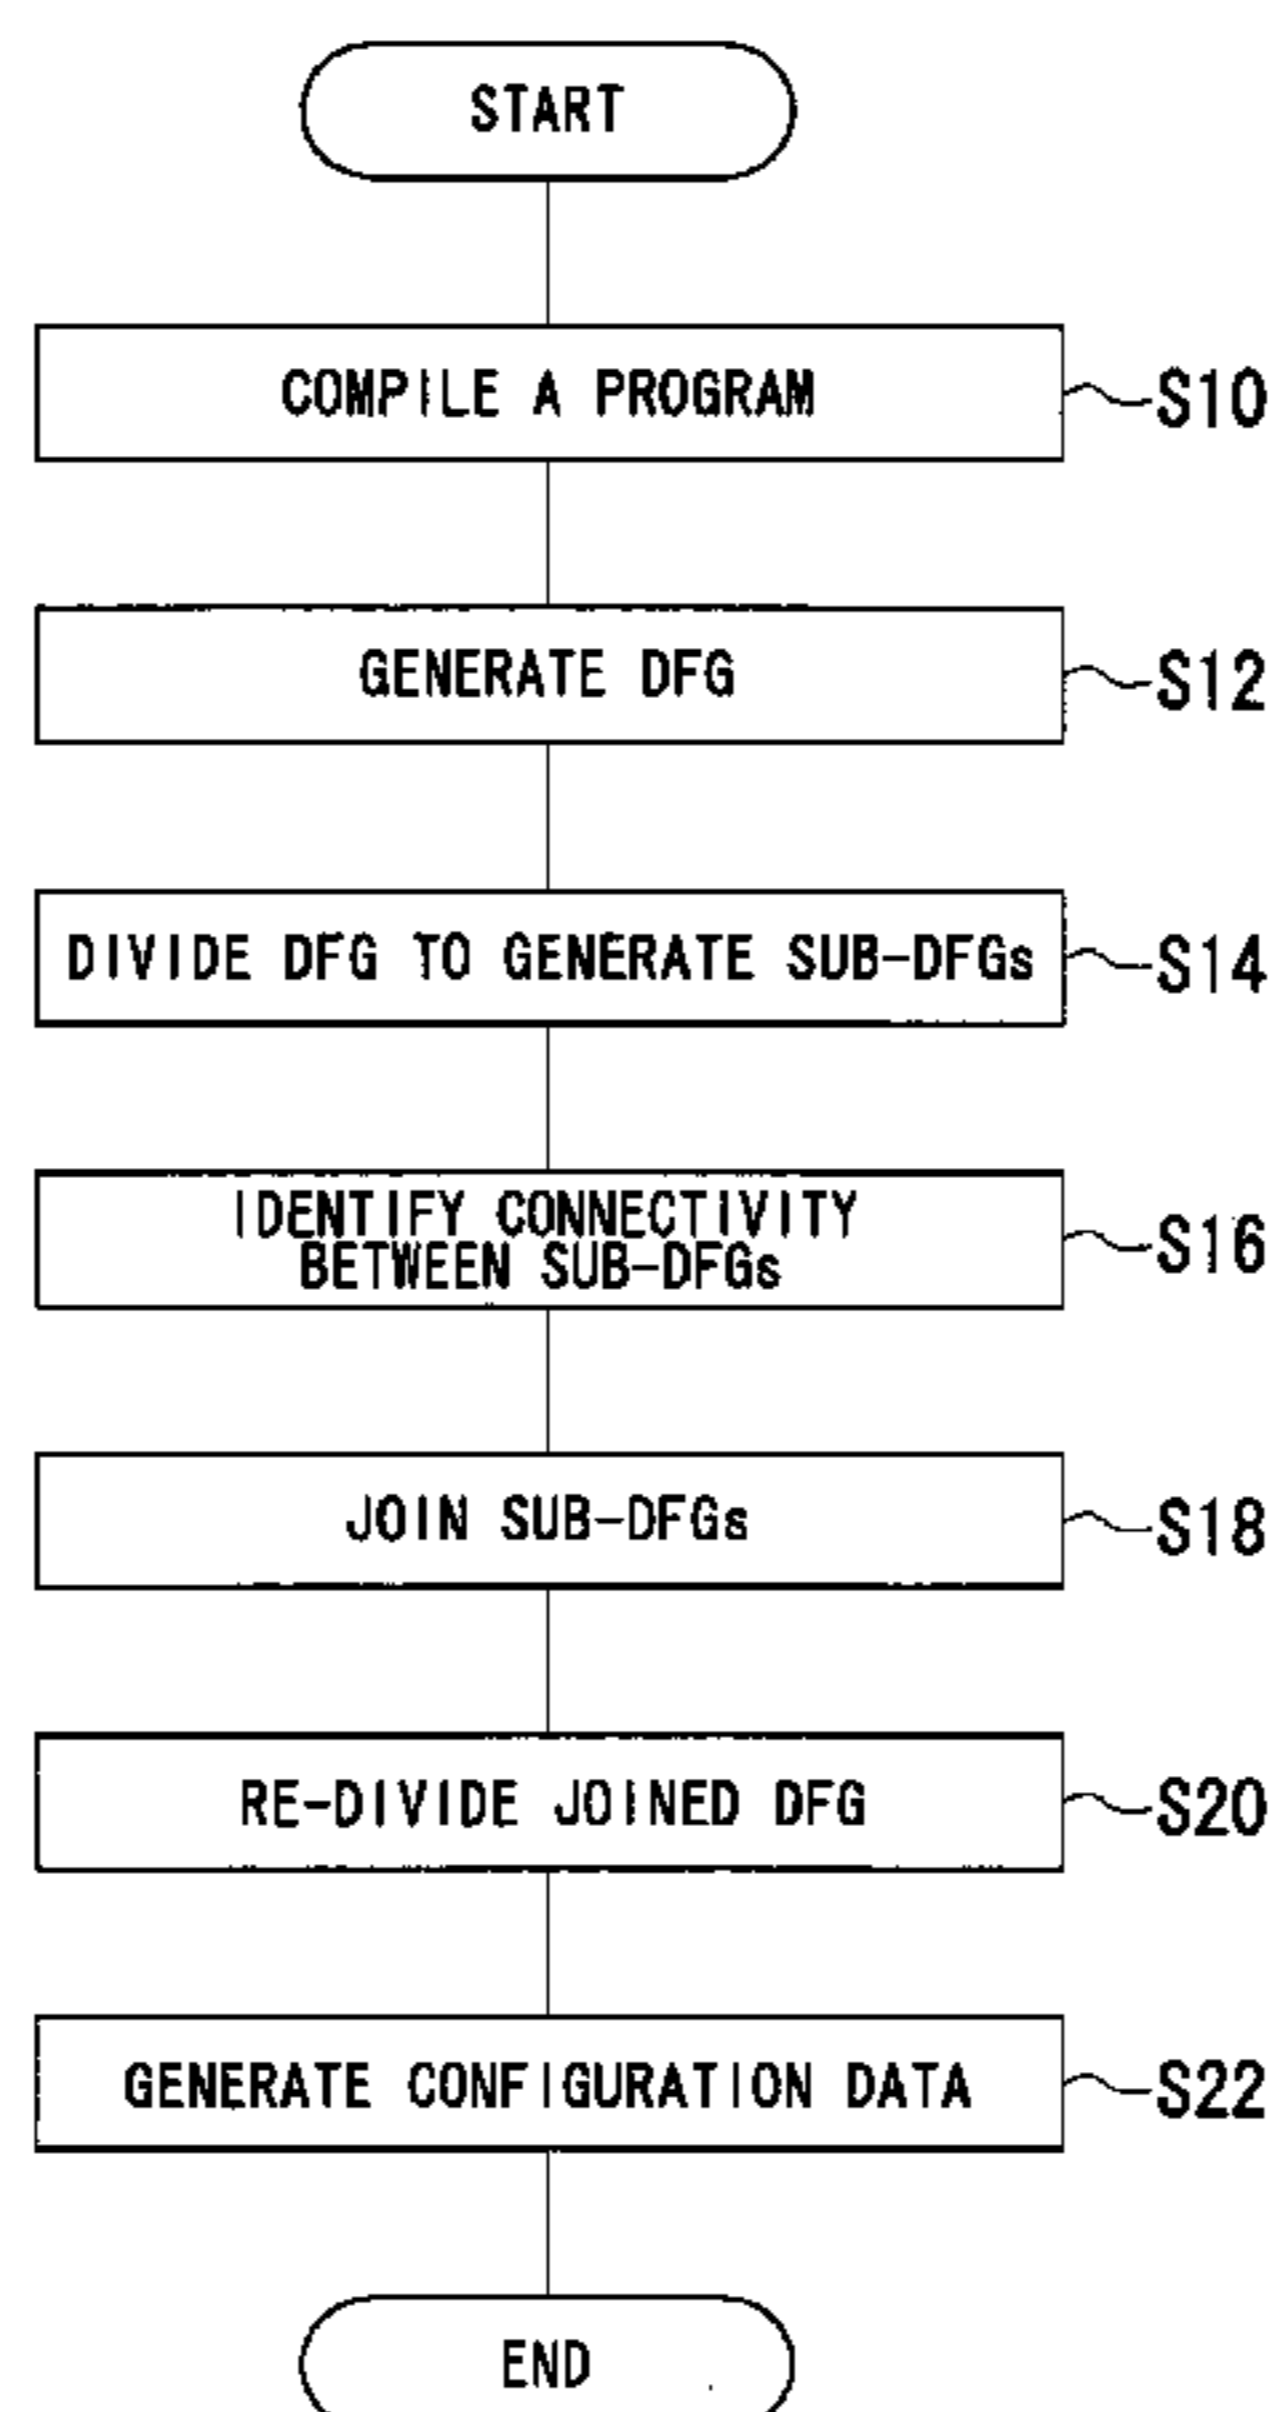 START
COMPILE A PROGRAM
S10
GENERATE DFG
S12
DIVIDE DFG TO GENERATE SUB-DFGs
S14
IDENTIFY CONNECTIVITY
BETWEEN SUB-DFGs
S16
JOIN SUB-DFGs
S18
RE-DIVIDE JOINED DFG
S20
GENERATE CONFIGURATION DATA
S22
END